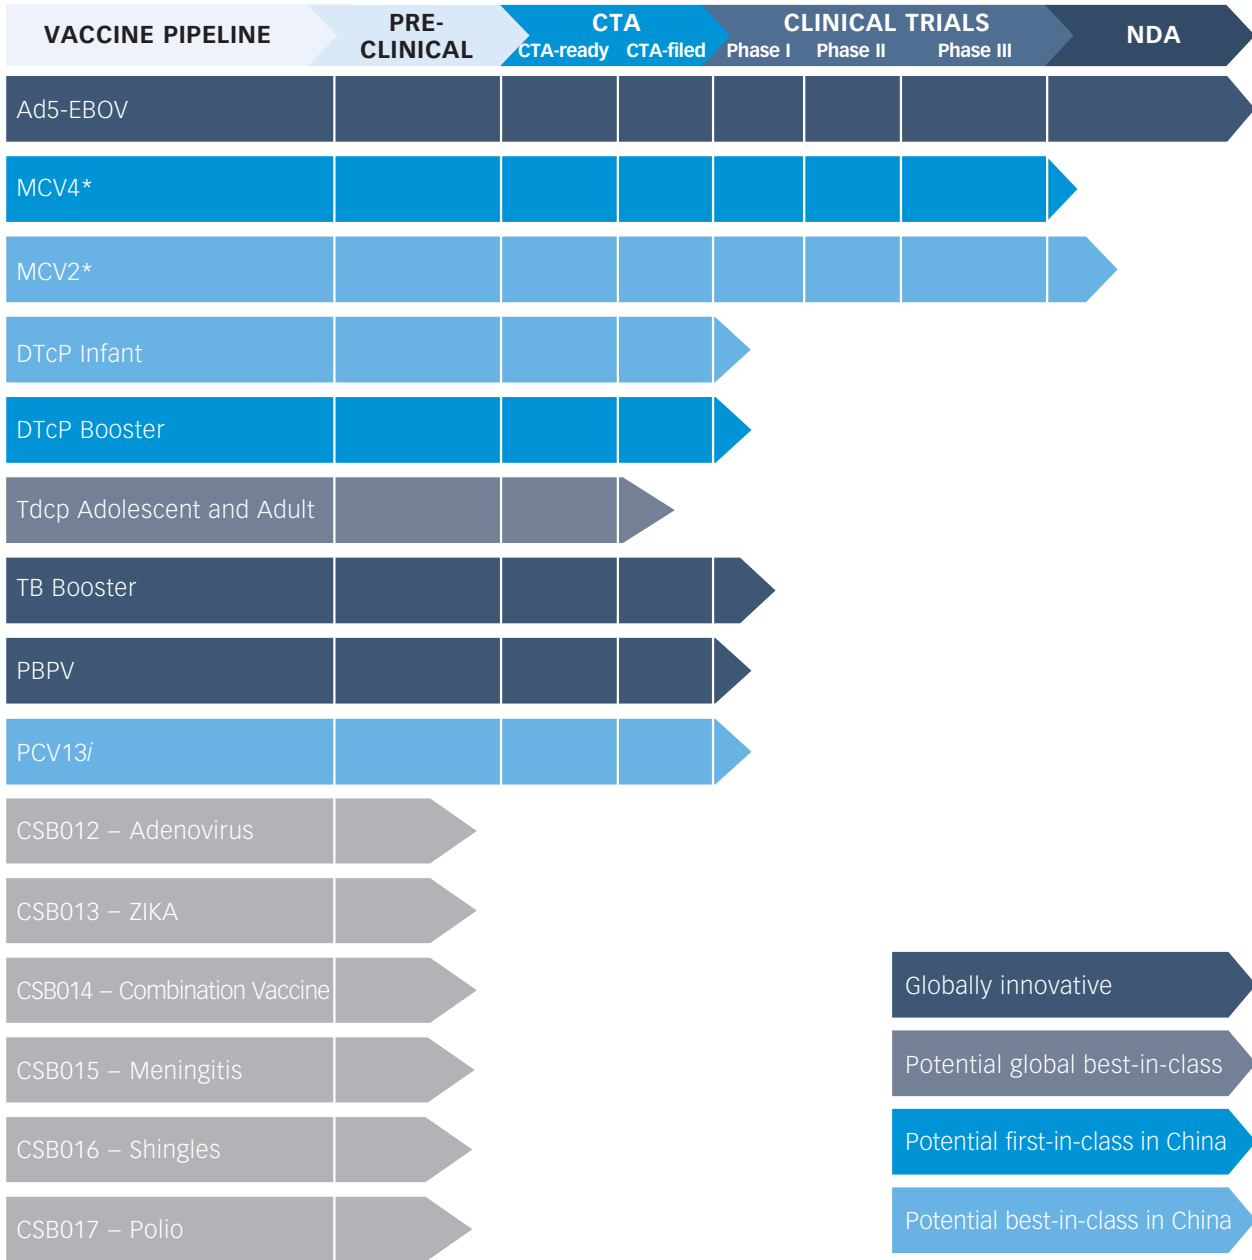 VACCINE PIPELINE
PRE-
CLINICAL
CTA
CTA-ready CTA-filed
CLINICAL TRIALS
Phase I Phase II Phase III
NDA
Ad5-EBOV
MCV4*
MCV2*
DTcP Infant
DTcP Booster
Tdcp Adolescent and Adult
TB Booster
PBPV
PCV13i
CSB012 – Adenovirus
CSB013 – ZIKA
CSB014 – Combination Vaccine
CSB015 – Meningitis
CSB016 – Shingles
CSB017 – Polio
Globally innovative
Potential global best-in-class
Potential first-in-class in China
Potential best-in-class in China